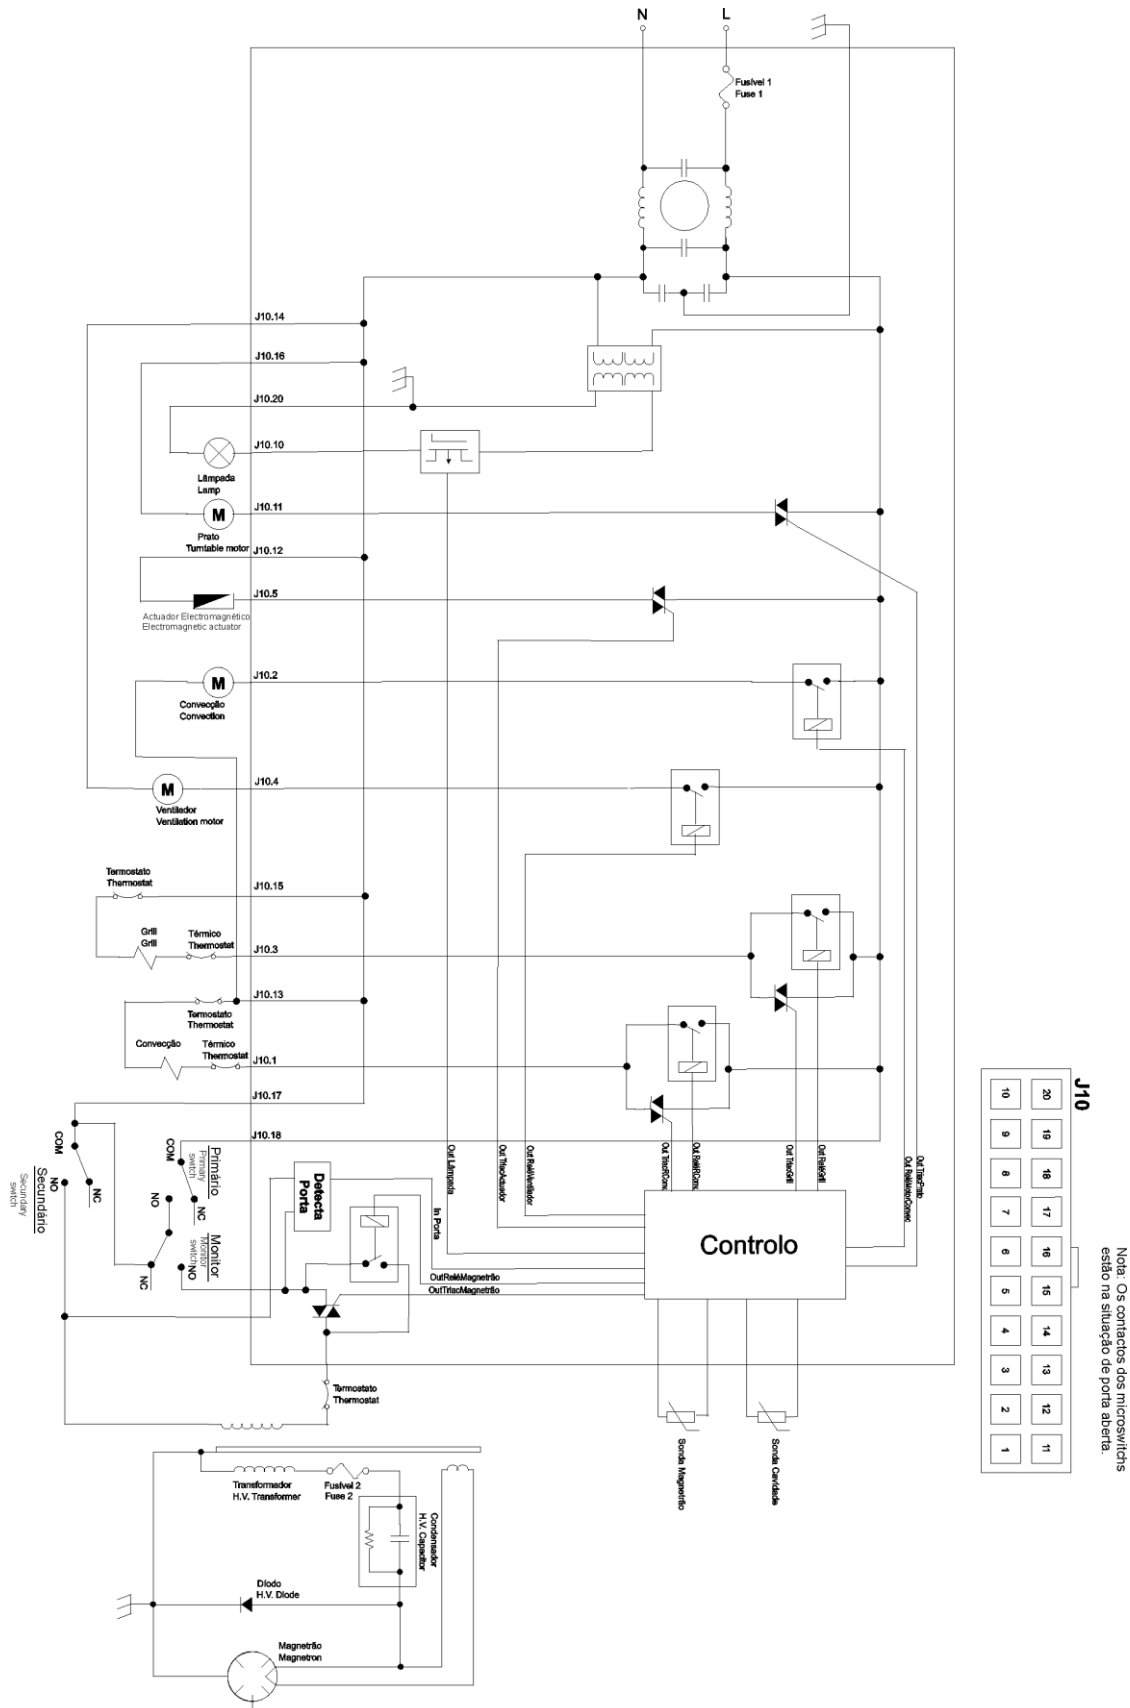 N
L
Fusível 1
Fuse 1
J10.14
J10.16
J10.20
J10.10
Lâmpada
Lamp
J10.11
M
Prato
Turntable motor
J10.12
J10.5
Actuador Electromagnético
Electromagnetic actuator
J10.2
M
Convecção
Convection
J10.4
M
Ventilador
Ventilation motor
Termostato
Thermostat
J10.15
Grill
Grill
Térmico
Thermostat
J10.3
J10.13
Termostato
Thermostat
Convecção
Térmico
Thermostat
J10.1
J10.17
J10.18
COM
NC
NO
Secundário
Secundary
switch
COM
NC
NO
Primário
Primary
switch
Monitor
Monitor
switch
NO
NC
Detecta
Porta
In Porta
Out Lâmpada
Out TriacActuador
Out ReléVentilador
Out TriacRConv
Out ReléRConv
Out TriacGrill
Out ReléGrill
Out ReléMotorConvec
Out TriacPrato
Controlo
OutReléMagnetrão
OutTriacMagnetrão
Termostato
Thermostat
Sonda Magnetrão
Sonda Cavidade
Transformador
H.V. Transformer
Fusível 2
Fuse 2
Condensador
H.V. Capacitor
Díodo
H.V. Diode
Magnetrão
Magnetron
J10
20
19
18
17
16
15
14
13
12
11
10
9
8
7
6
5
4
3
2
1
Nota: Os contactos dos microswitchs
estão na situação de porta aberta.